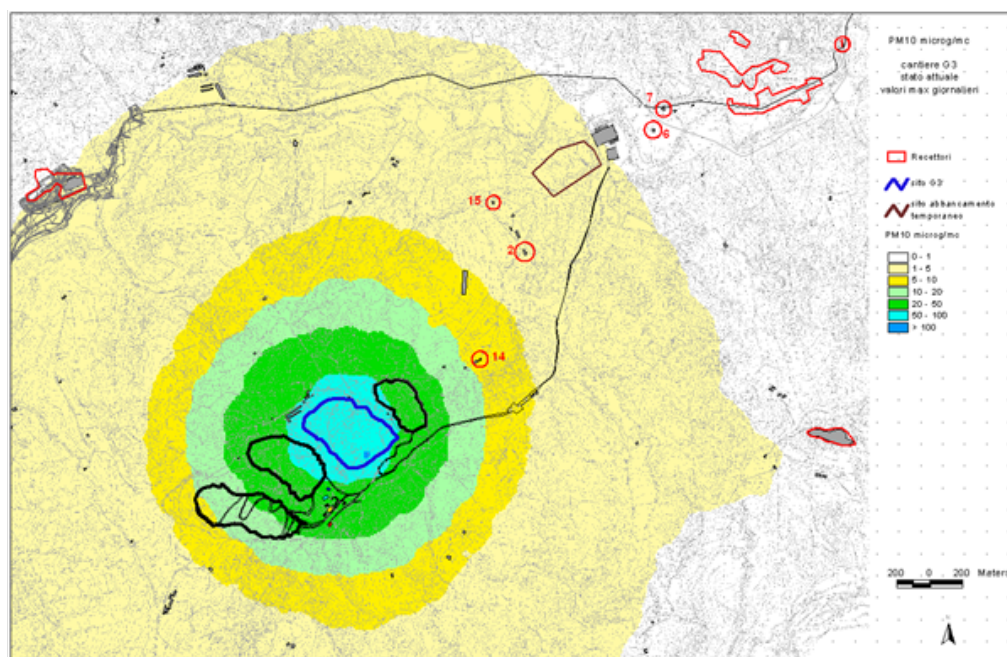 PM10 microg/mc
cantiere G3
stato attuale
valori max giornalieri
7
6
15
2
14
Recettori
sito G3
sito abbancamento
temporaneo
PM10 microg/mc
0 - 1
1 - 5
5 - 10
10 - 20
20 - 50
50 - 100
> 100
200 0 200 Meters